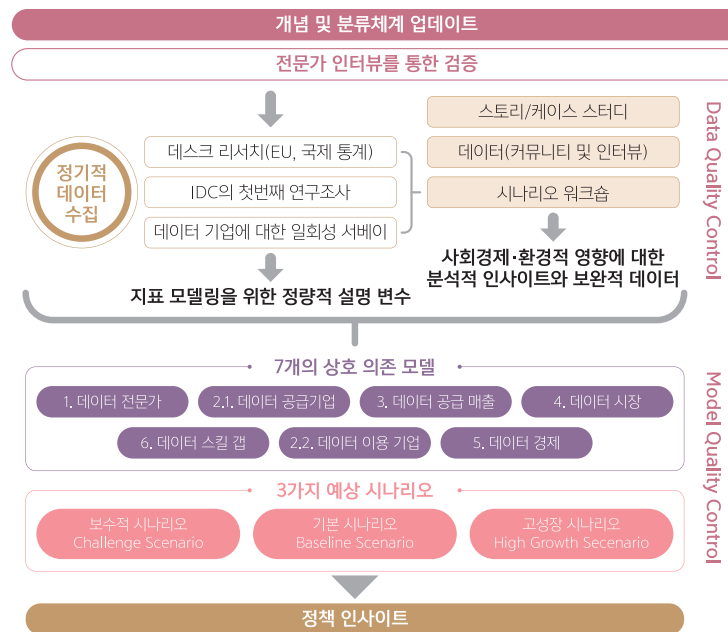 개념 및 분류체계 업데이트
전문가 인터뷰를 통한 검증
정기적
데이터
수집
데스크 리서치(EU, 국제 통계)
IDC의 첫번째 연구조사
데이터 기업에 대한 일회성 서베이
지표 모델링을 위한 정량적 설명 변수
스토리/케이스 스터디
데이터(커뮤니티 및 인터뷰)
시나리오 워크숍
사회경제·환경적 영향에 대한
분석적 인사이트와 보완적 데이터
Data Quality Control
7개의 상호 의존 모델
1. 데이터 전문가
2.1. 데이터 공급기업
3. 데이터 공급 매출
4. 데이터 시장
6. 데이터 스킬 갭
2.2. 데이터 이용 기업
5. 데이터 경제
3가지 예상 시나리오
보수적 시나리오
Challenge Scenario
기본 시나리오
Baseline Scenario
고성장 시나리오
High Growth Secenario
Model Quality Control
정책 인사이트